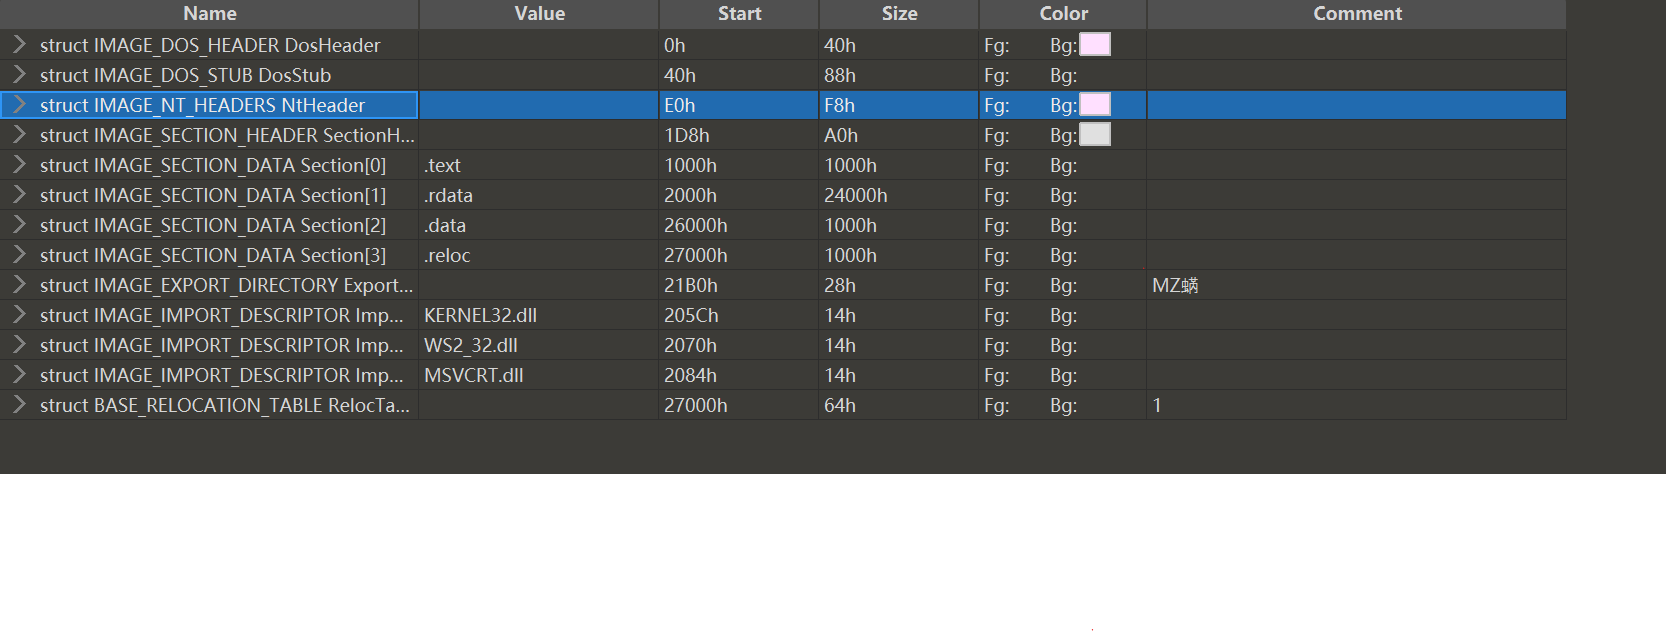 Name Value Start Size Color Comment
struct IMAGE_DOS_HEADER DosHeader 0h 40h Fg: Bg:
struct IMAGE_DOS_STUB DosStub 40h 88h Fg: Bg:
struct IMAGE_NT_HEADERS NtHeader E0h F8h Fg: Bg:
struct IMAGE_SECTION_HEADER SectionH... 1D8h A0h Fg: Bg:
struct IMAGE_SECTION_DATA Section[0] .text 1000h 1000h Fg: Bg:
struct IMAGE_SECTION_DATA Section[1] .rdata 2000h 24000h Fg: Bg:
struct IMAGE_SECTION_DATA Section[2] .data 26000h 1000h Fg: Bg:
struct IMAGE_SECTION_DATA Section[3] .reloc 27000h 1000h Fg: Bg:
struct IMAGE_EXPORT_DIRECTORY Export... 21B0h 28h Fg: Bg: MZ蟎
struct IMAGE_IMPORT_DESCRIPTOR Imp... KERNEL32.dll 205Ch 14h Fg: Bg:
struct IMAGE_IMPORT_DESCRIPTOR Imp... WS2_32.dll 2070h 14h Fg: Bg:
struct IMAGE_IMPORT_DESCRIPTOR Imp... MSVCRT.dll 2084h 14h Fg: Bg:
struct BASE_RELOCATION_TABLE RelocTa... 27000h 64h Fg: Bg: 1